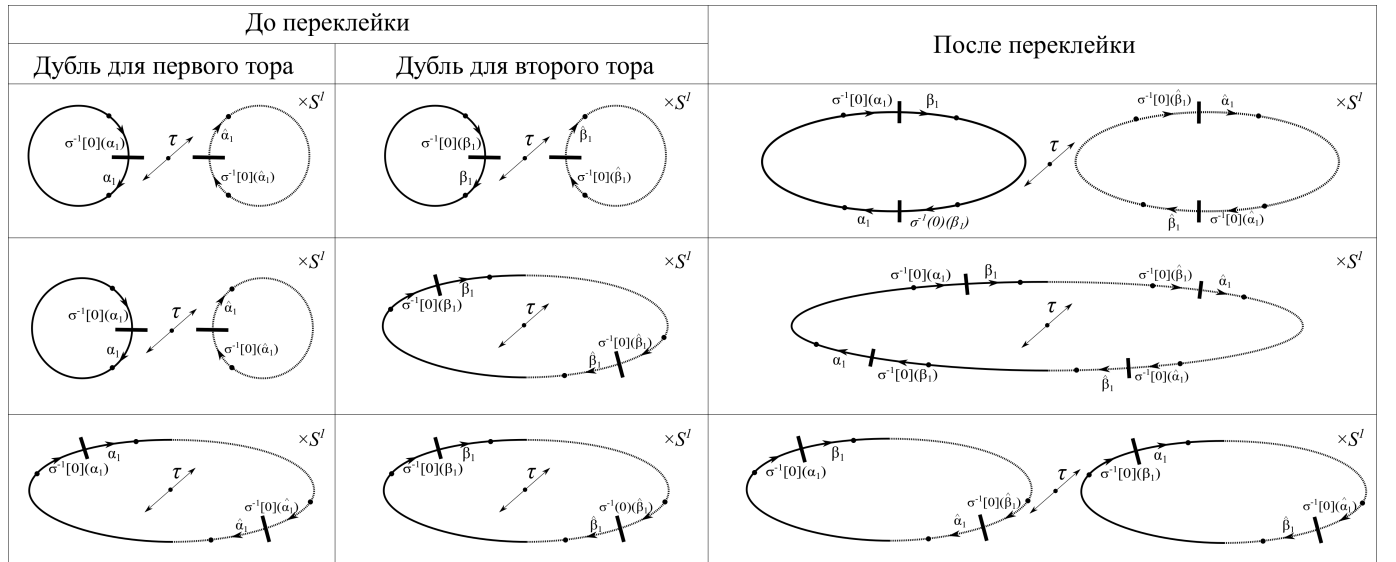 До переклейки
После переклейки
Дубль для первого тора
Дубль для второго тора
×S¹
σ⁻¹[0](α₁)
τ
α̂₁
α₁
σ⁻¹[0](α̂₁)
×S¹
σ⁻¹[0](β₁)
τ
β̂₁
β₁
σ⁻¹[0](β̂₁)
×S¹
σ⁻¹[0](α₁)
β₁
σ⁻¹[0](β̂₁)
α̂₁
τ
α₁
σ⁻¹(0)(β₁)
β̂₁
σ⁻¹[0](α̂₁)
×S¹
σ⁻¹[0](α₁)
τ
α̂₁
α₁
σ⁻¹[0](α̂₁)
×S¹
σ⁻¹[0](β₁)
β₁
τ
σ⁻¹[0](β̂₁)
β̂₁
×S¹
σ⁻¹[0](α₁)
β₁
σ⁻¹[0](β̂₁)
α̂₁
τ
α₁
σ⁻¹[0](β₁)
β̂₁
σ⁻¹[0](α̂₁)
×S¹
α₁
σ⁻¹[0](α₁)
τ
σ⁻¹[0](α̂₁)
α̂₁
×S¹
β₁
σ⁻¹[0](β₁)
τ
σ⁻¹(0)(β̂₁)
β̂₁
×S¹
β₁
σ⁻¹[0](α₁)
σ⁻¹[0](β̂₁)
α̂₁
τ
α₁
σ⁻¹[0](β₁)
σ⁻¹[0](α̂₁)
β̂₁